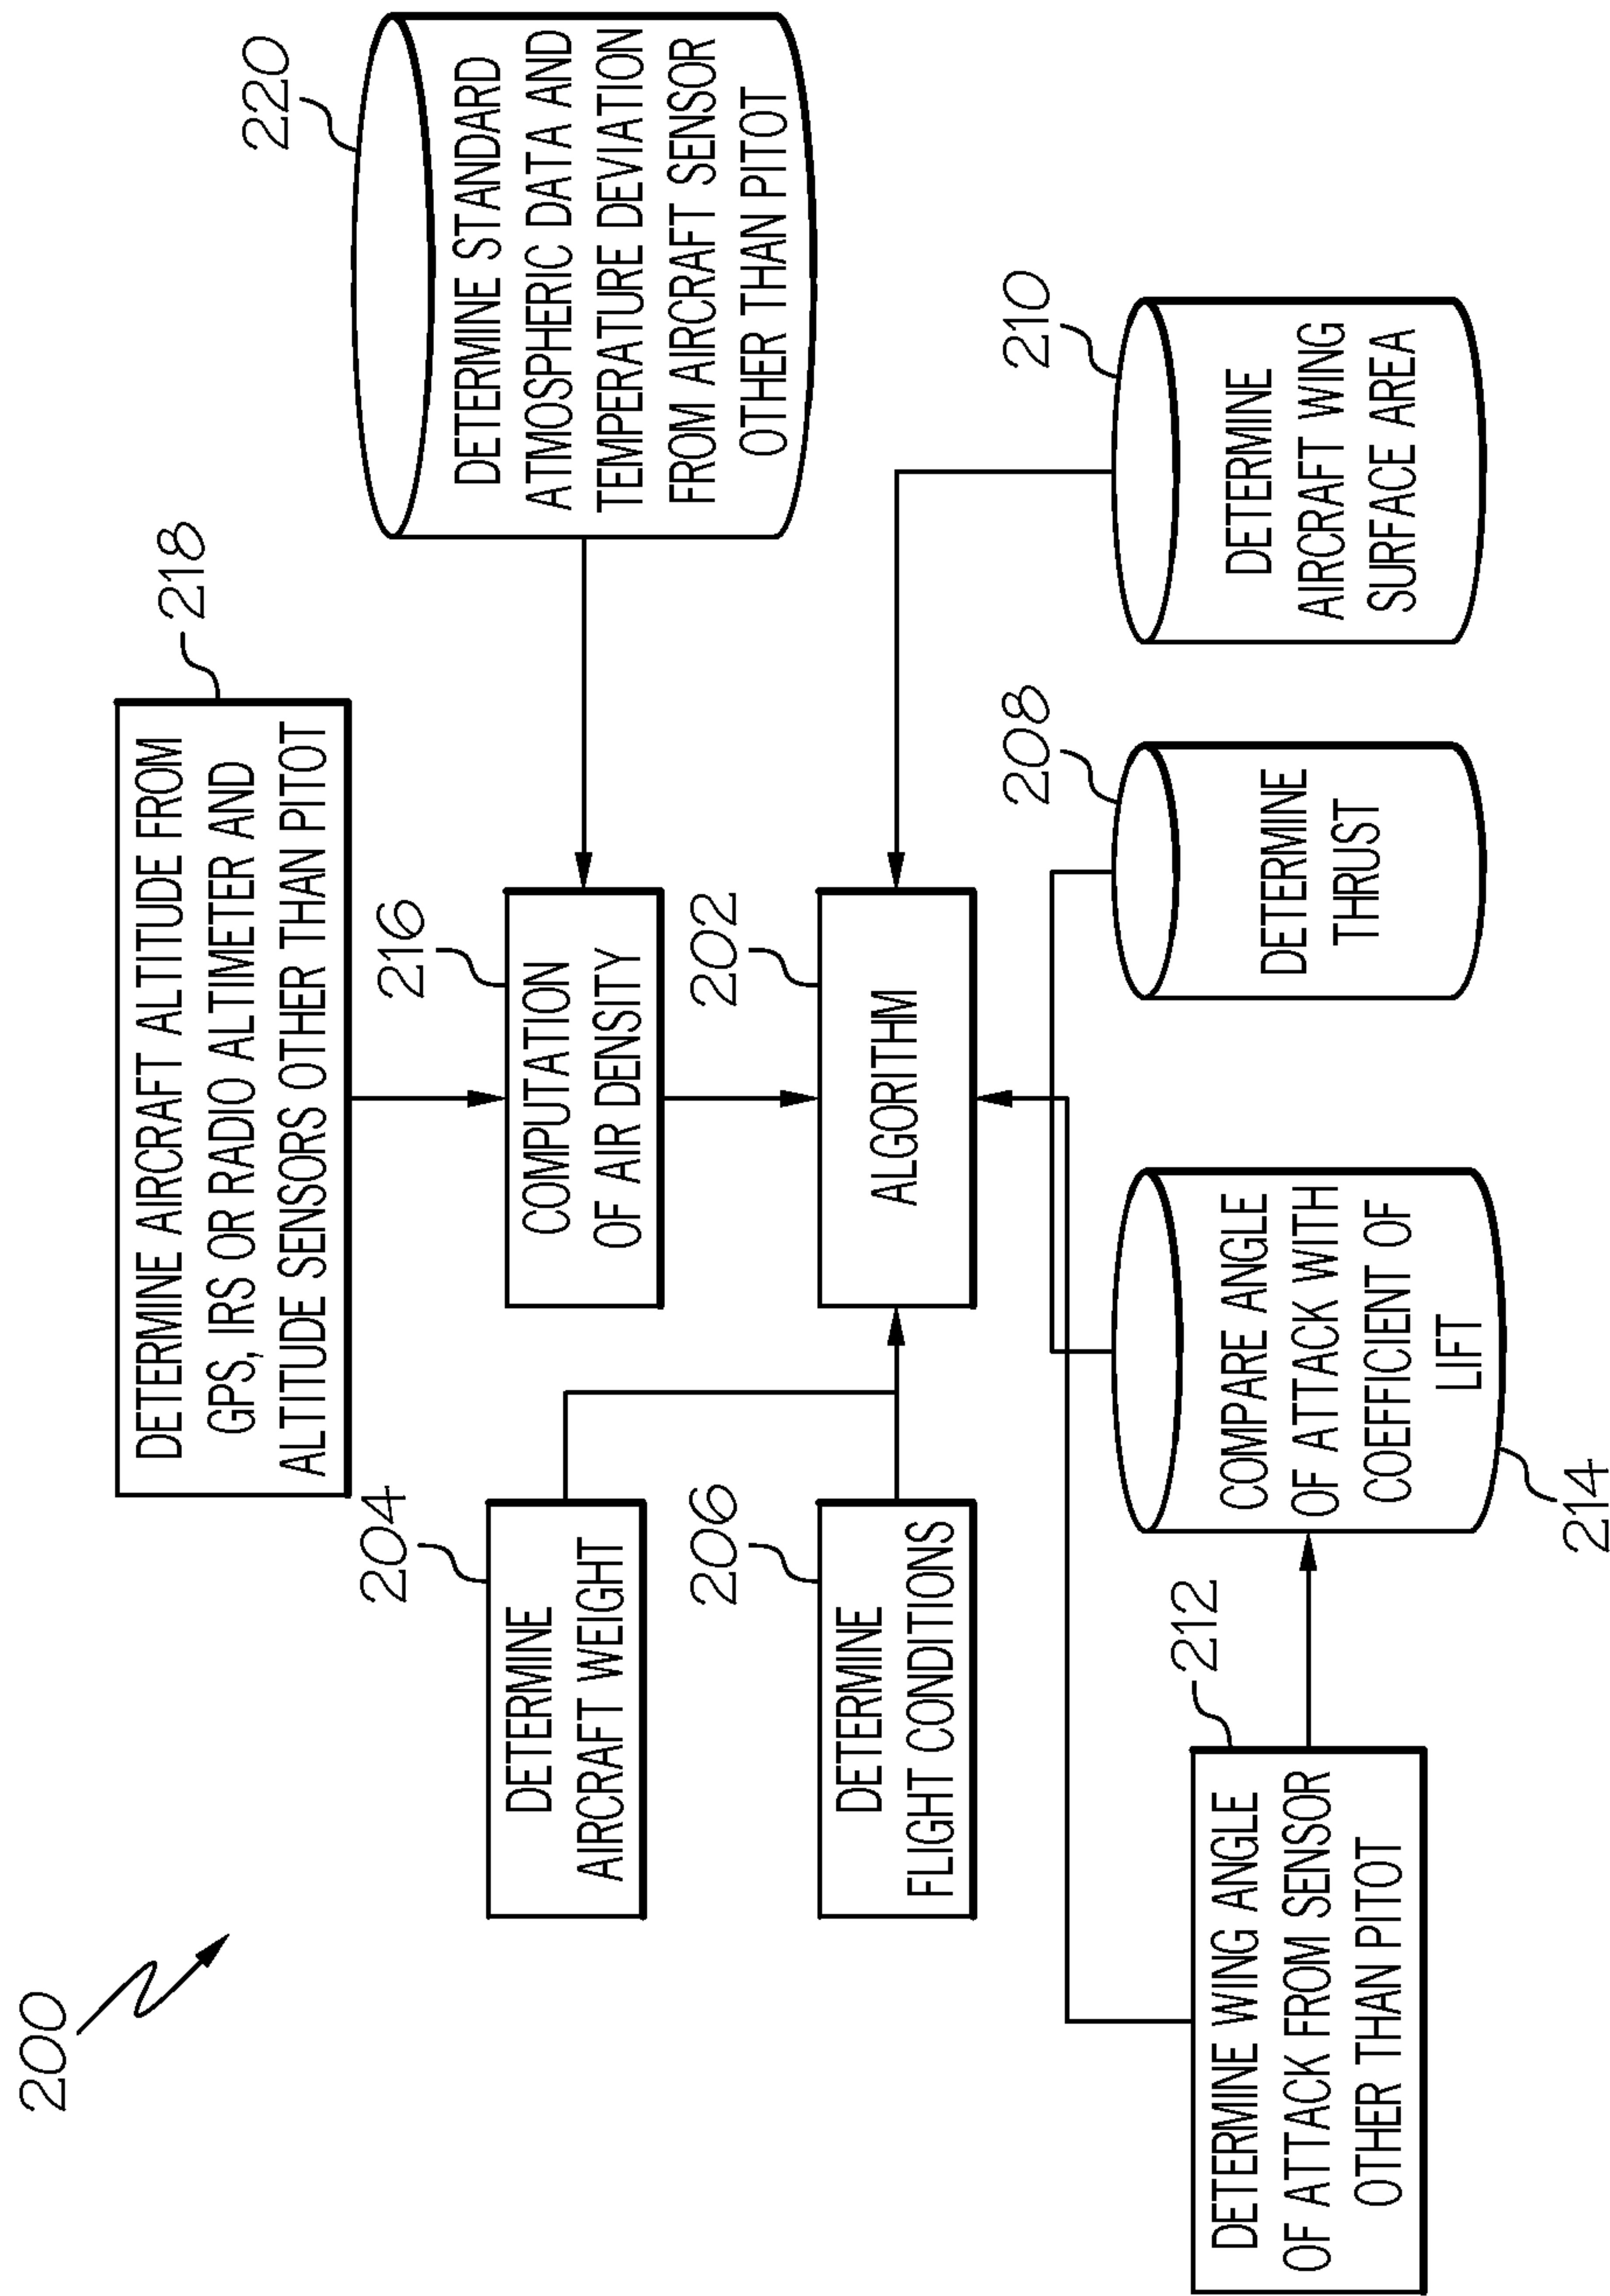 200
DETERMINE AIRCRAFT ALTITUDE FROM
GPS, IRS OR RADIO ALTIMETER AND
ALTITUDE SENSORS OTHER THAN PITOT
218
220
DETERMINE STANDARD
ATMOSPHERIC DATA AND
TEMPERATURE DEVIATION
FROM AIRCRAFT SENSOR
OTHER THAN PITOT
204
DETERMINE
AIRCRAFT WEIGHT
216
COMPUTATION
OF AIR DENSITY
206
DETERMINE
FLIGHT CONDITIONS
202
ALGORITHM
212
DETERMINE WING ANGLE
OF ATTACK FROM SENSOR
OTHER THAN PITOT
COMPARE ANGLE
OF ATTACK WITH
COEFFICIENT OF
LIFT
214
208
DETERMINE
THRUST
210
DETERMINE
AIRCRAFT WING
SURFACE AREA